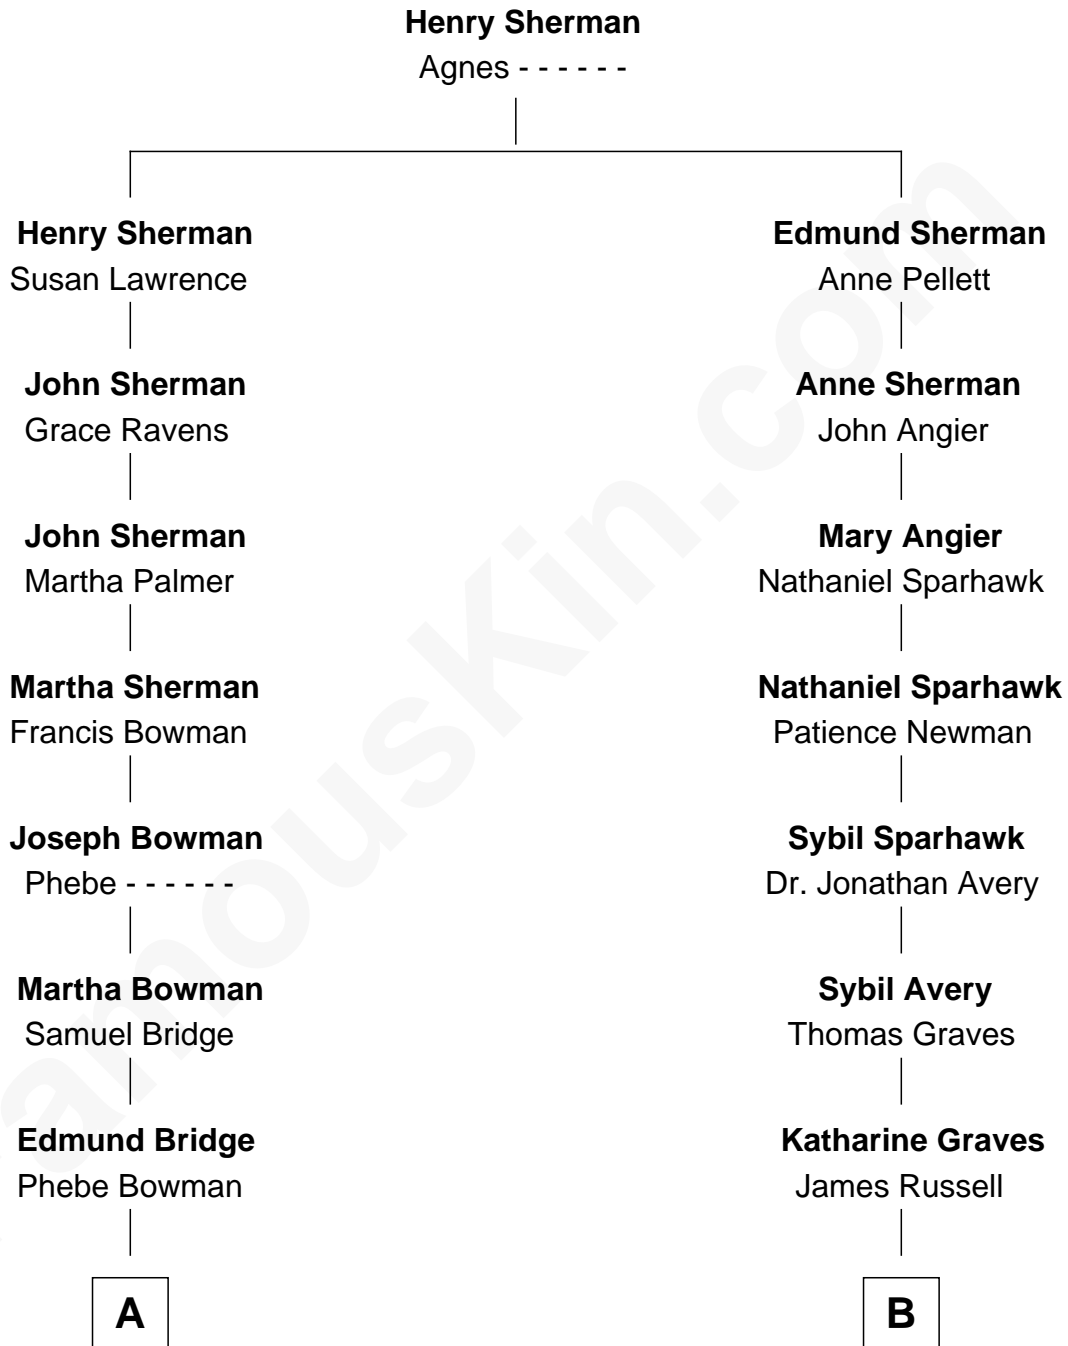 Henry Sherman
Agnes - - - - - -
Henry Sherman
Susan Lawrence
Edmund Sherman
Anne Pellett
John Sherman
Grace Ravens
Anne Sherman
John Angier
John Sherman
Martha Palmer
Mary Angier
Nathaniel Sparhawk
Martha Sherman
Francis Bowman
Nathaniel Sparhawk
Patience Newman
Joseph Bowman
Phebe - - - - - -
Sybil Sparhawk
Dr. Jonathan Avery
Martha Bowman
Samuel Bridge
Sybil Avery
Thomas Graves
Edmund Bridge
Phebe Bowman
Katharine Graves
James Russell
A
B
amouskin.com